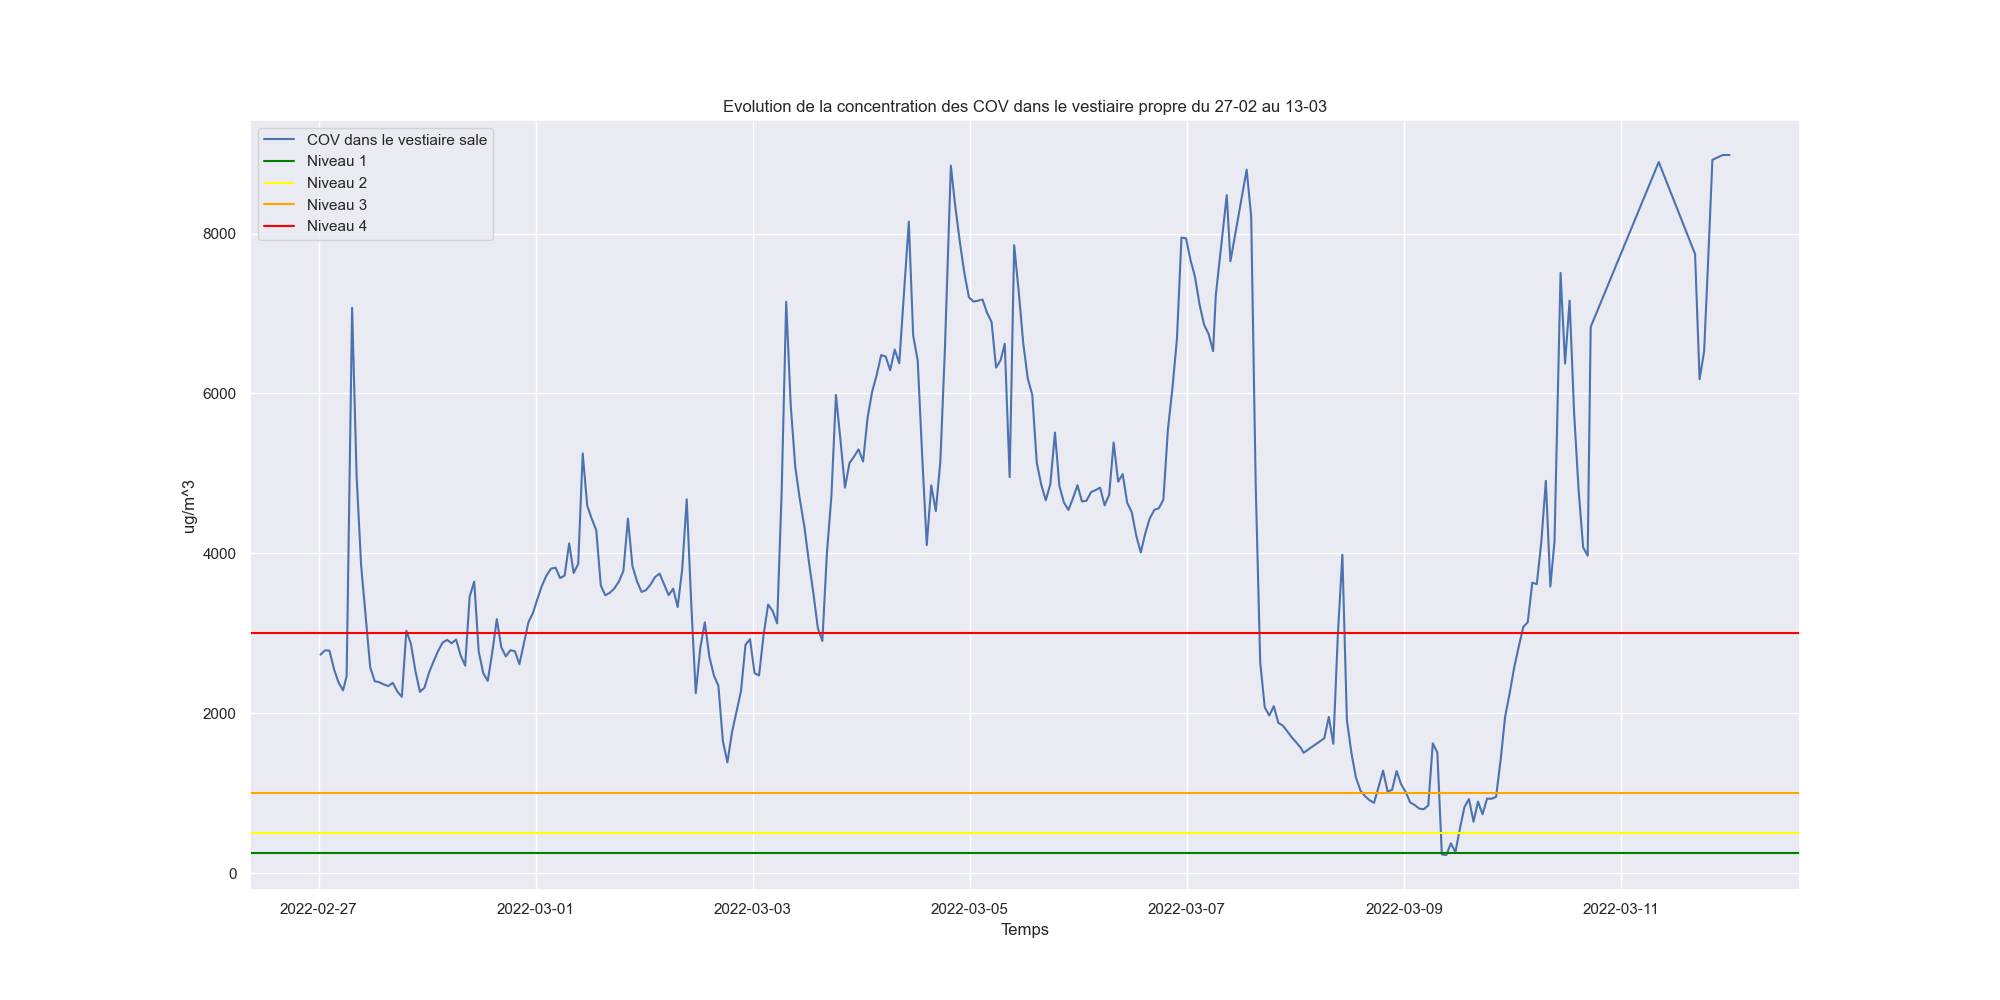 Evolution de la concentration des COV dans le vestiaire propre du 27-02 au 13-03
COV dans le vestiaire sale
Niveau 1
Niveau 2
Niveau 3
Niveau 4
ug/m^3
8000
6000
4000
2000
0
2022-02-27
2022-03-01
2022-03-03
2022-03-05
2022-03-07
2022-03-09
2022-03-11
Temps